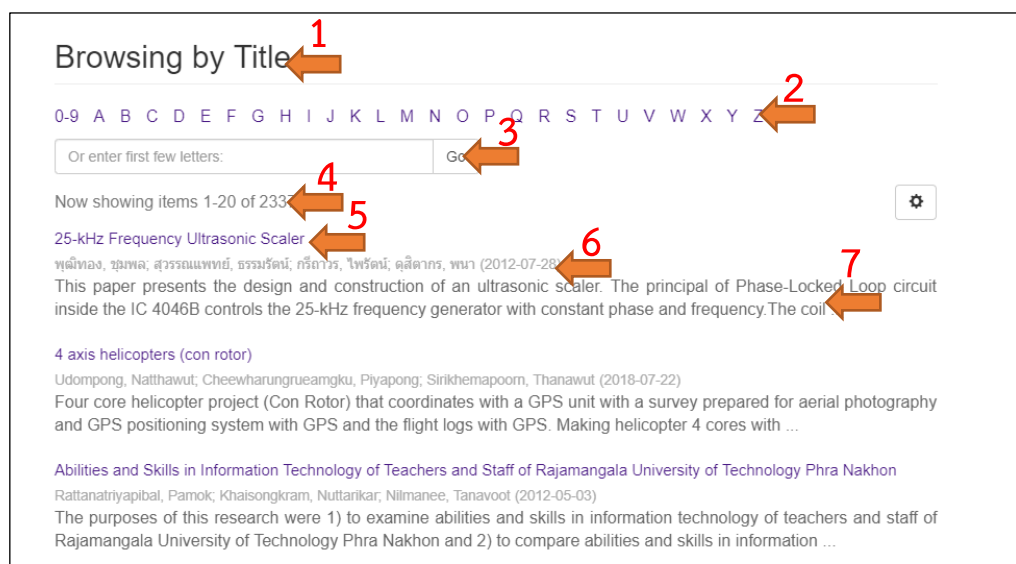 1
Browsing by Title
2
0-9 A B C D E F G H I J K L M N O P Q R S T U V W X Y Z
3
Or enter first few letters: Go
4
Now showing items 1-20 of 2337
5
25-kHz Frequency Ultrasonic Scaler
6
พุฒิทอง, ชุมพล; สุวรรณแพทย์, ธรรมรัตน์; กรีถาวร, ไพรัตน์; ดุสิตากร, พนา (2012-07-28)
7
This paper presents the design and construction of an ultrasonic scaler. The principal of Phase-Locked Loop circuit
inside the IC 4046B controls the 25-kHz frequency generator with constant phase and frequency.The coil ...
4 axis helicopters (con rotor)
Udompong, Natthawut; Cheewharungrueamgku, Piyapong; Sirikhemapoorn, Thanawut (2018-07-22)
Four core helicopter project (Con Rotor) that coordinates with a GPS unit with a survey prepared for aerial photography
and GPS positioning system with GPS and the flight logs with GPS. Making helicopter 4 cores with ...
Abilities and Skills in Information Technology of Teachers and Staff of Rajamangala University of Technology Phra Nakhon
Rattanatriyapibal, Pamok; Khaisongkram, Nuttarikar; Nilmanee, Tanavoot (2012-05-03)
The purposes of this research were 1) to examine abilities and skills in information technology of teachers and staff of
Rajamangala University of Technology Phra Nakhon and 2) to compare abilities and skills in information ...